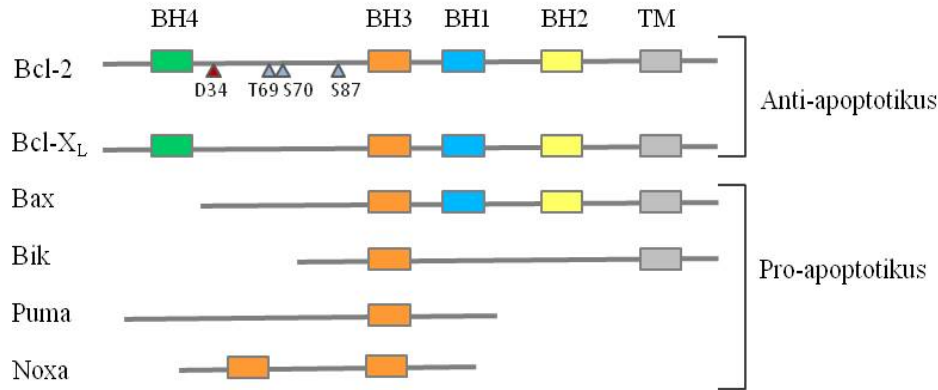 BH4 BH3 BH1 BH2 TM
Bcl-2
D34 T69 S70 S87
Anti-apoptotikus
Bcl-X_L
Bax
Bik
Pro-apoptotikus
Puma
Noxa